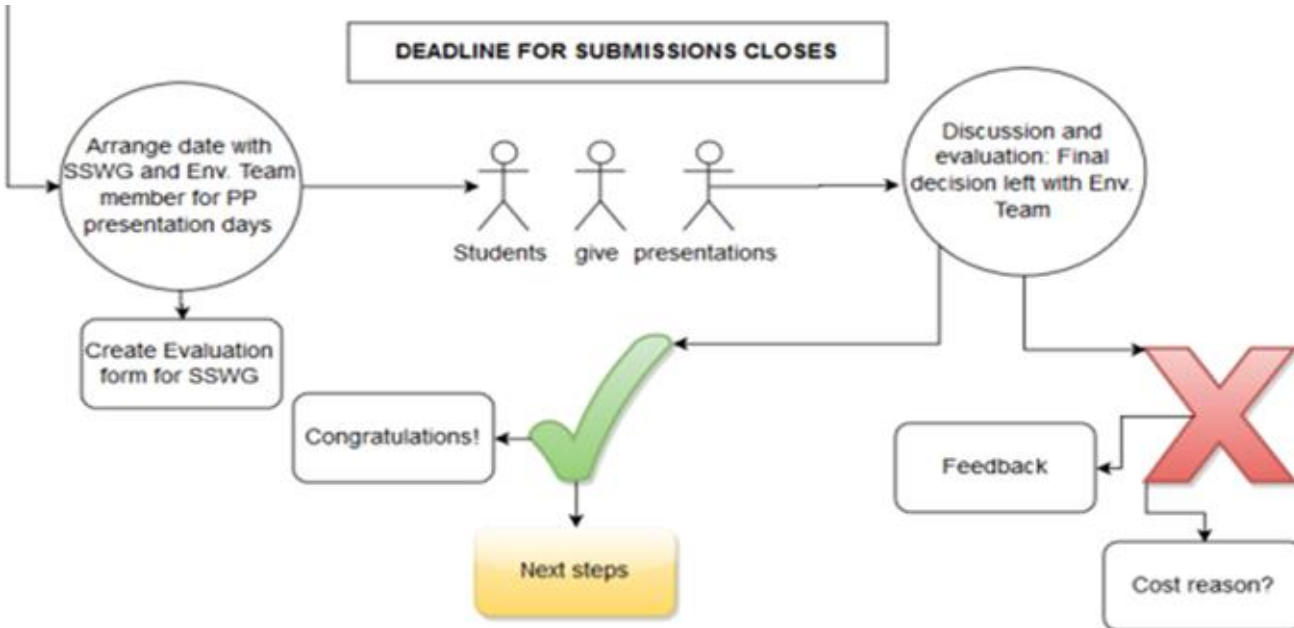 DEADLINE FOR SUBMISSIONS CLOSES
Arrange date with
SSWG and Env. Team
member for PP
presentation days
Students give presentations
Discussion and
evaluation: Final
decision left with Env.
Team
Create Evaluation
form for SSWG
Congratulations!
Feedback
Next steps
Cost reason?